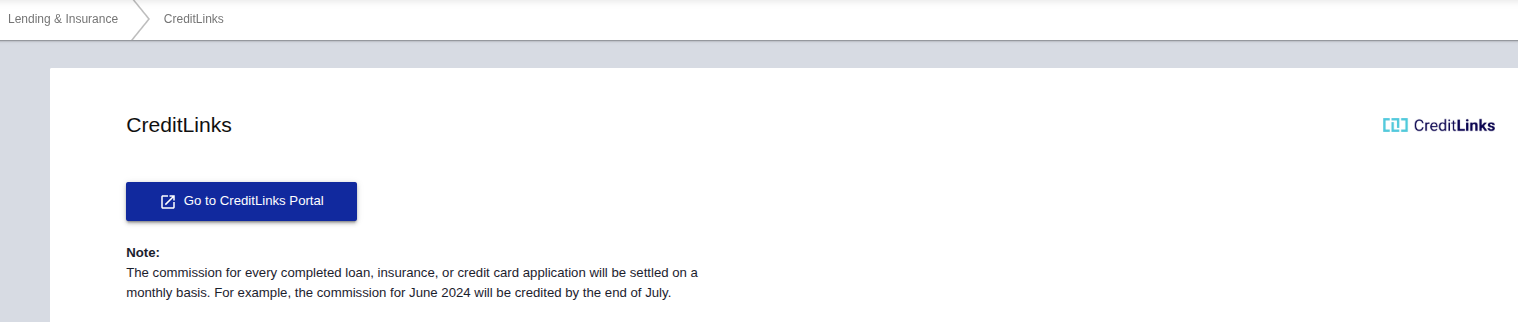 Lending & Insurance
CreditLinks
CreditLinks
CreditLinks
Go to CreditLinks Portal
Note:
The commission for every completed loan, insurance, or credit card application will be settled on a
monthly basis. For example, the commission for June 2024 will be credited by the end of July.